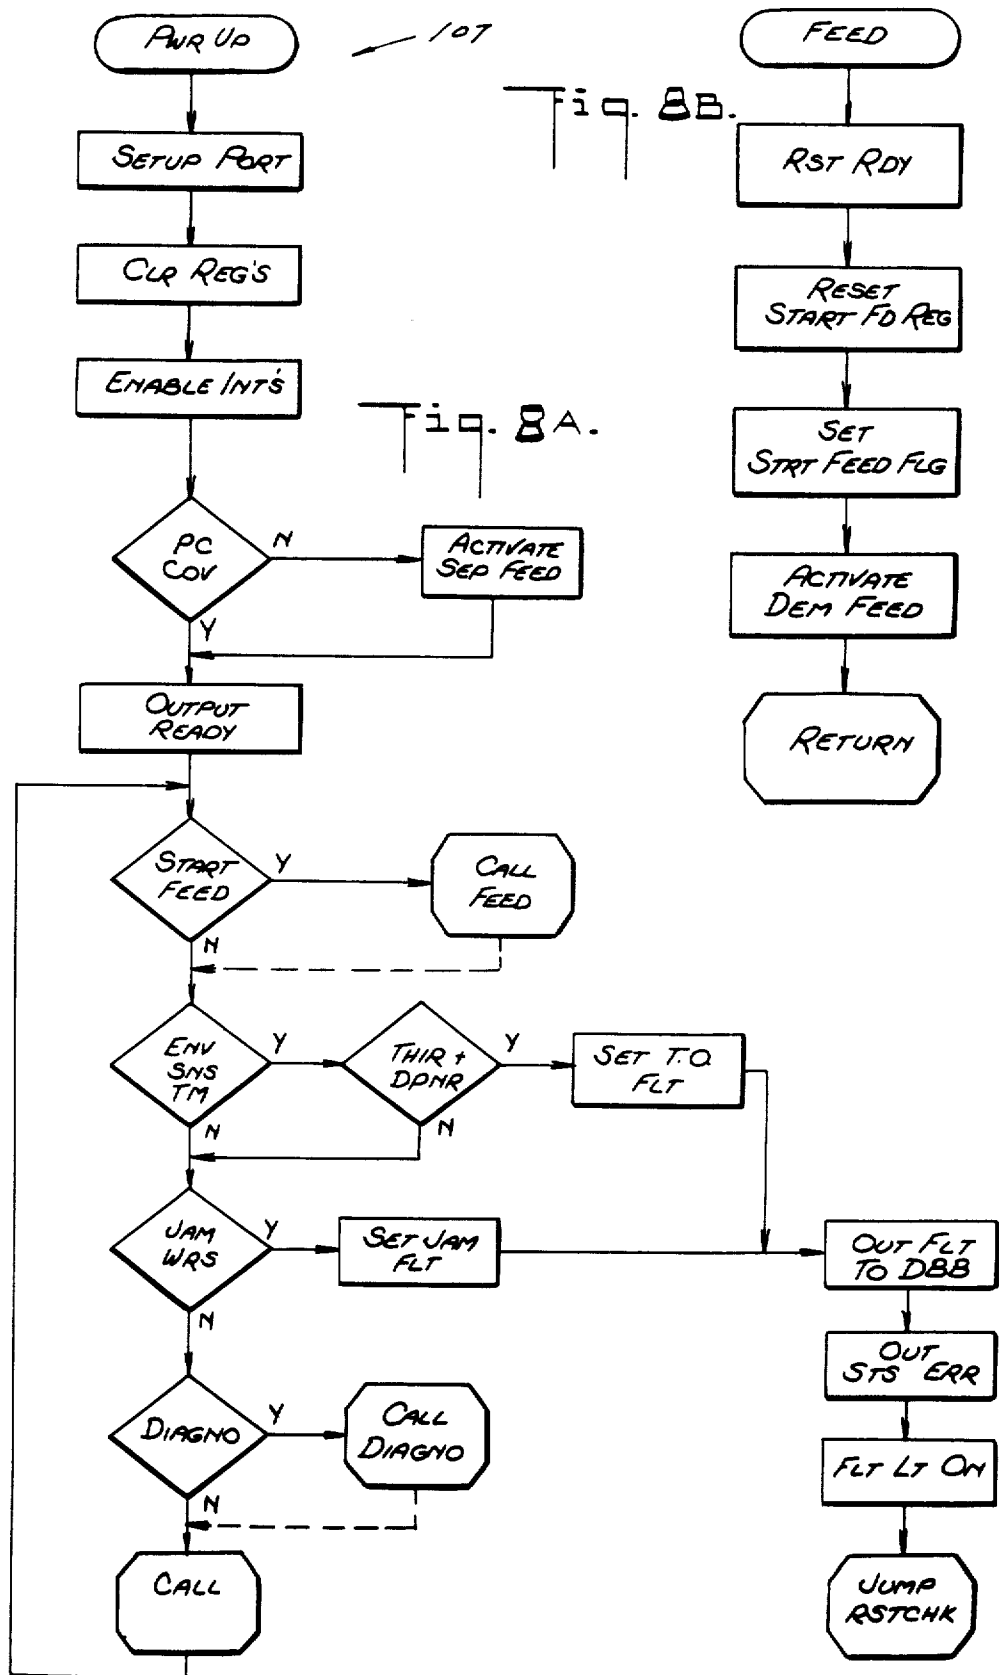 PWR UP
107
Fig. 8A.
SETUP PORT
CLR REG'S
ENABLE INT'S
PC
COV
N
Y
ACTIVATE
SEP FEED
OUTPUT
READY
START
FEED
Y
N
CALL
FEED
ENV
SNS
TM
Y
N
THIR +
DPNR
Y
N
SET T.O.
FLT
JAM
WRS
Y
N
SET JAM
FLT
OUT FLT
TO DBB
OUT
STS ERR
FLT LT ON
JUMP
RSTCHK
DIAGNO
Y
N
CALL
DIAGNO
CALL
Fig. 8B.
FEED
RST RDY
RESET
START FD REG
SET
STRT FEED FLG
ACTIVATE
DEM FEED
RETURN